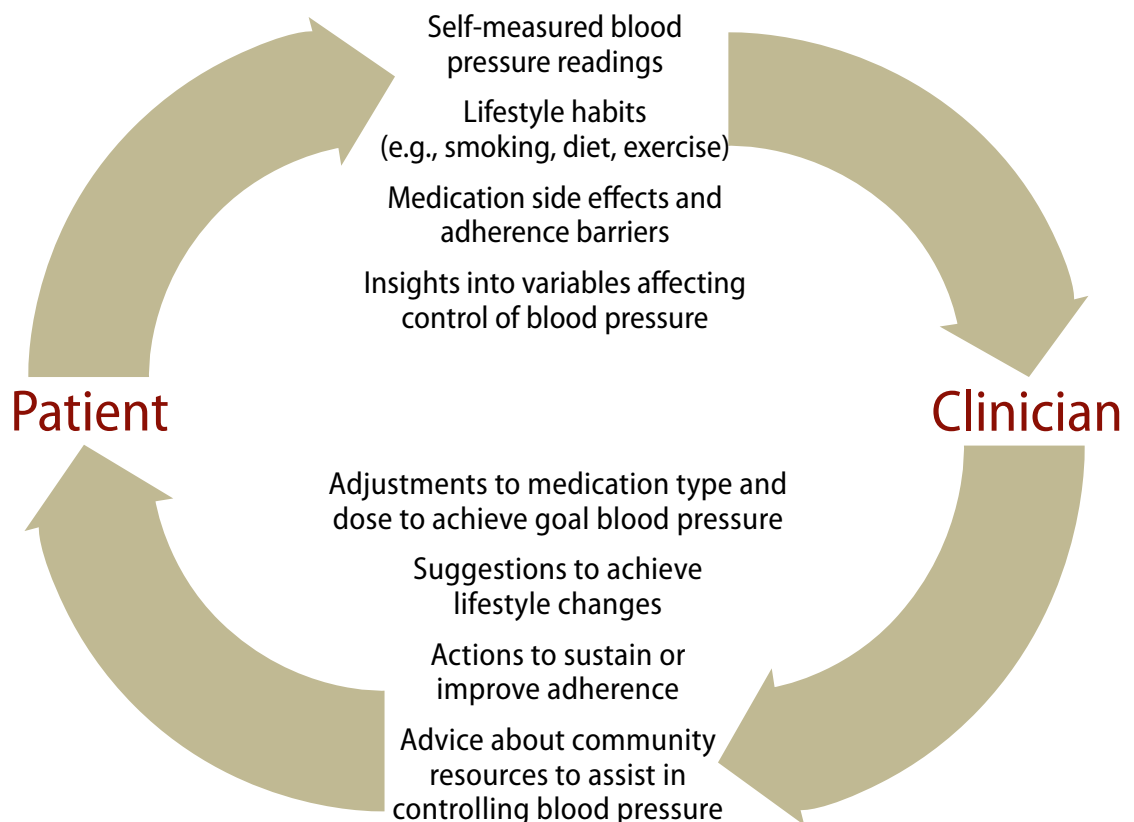 Self-measured blood
pressure readings
Lifestyle habits
(e.g., smoking, diet, exercise)
Medication side effects and
adherence barriers
Insights into variables affecting
control of blood pressure
Patient
Clinician
Adjustments to medication type and
dose to achieve goal blood pressure
Suggestions to achieve
lifestyle changes
Actions to sustain or
improve adherence
Advice about community
resources to assist in
controlling blood pressure